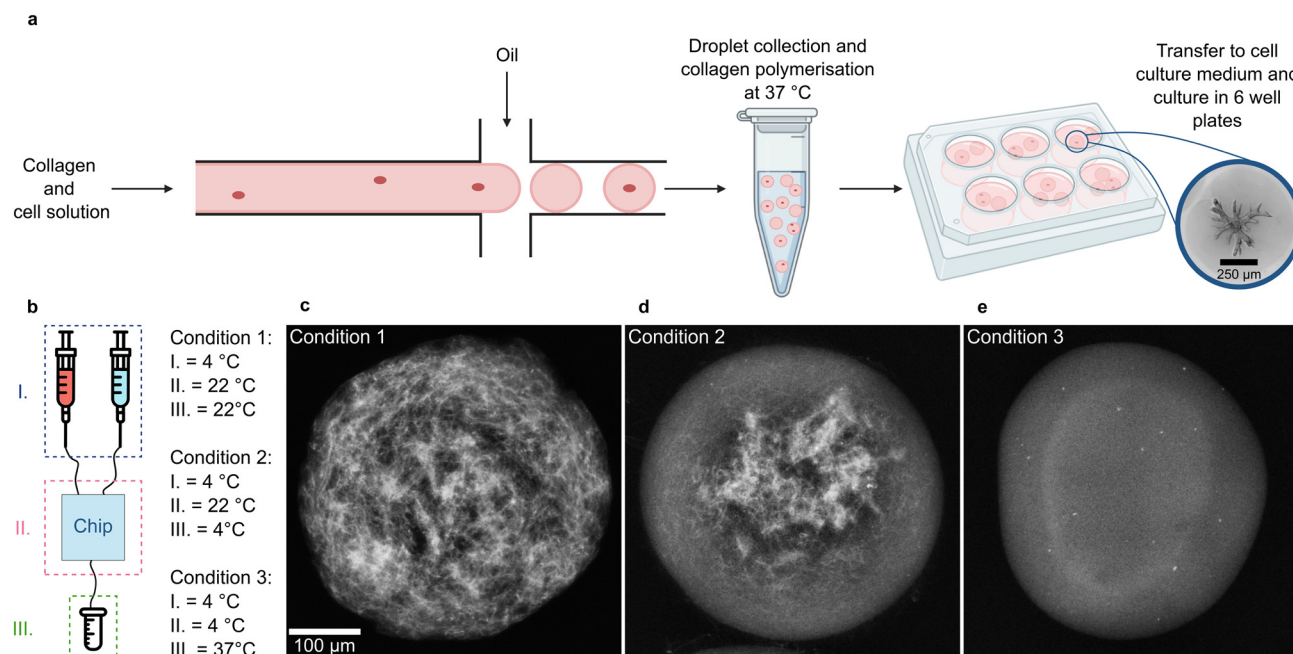 a
Oil
Collagen
and
cell solution
Droplet collection and
collagen polymerisation
at 37 °C
Transfer to cell
culture medium and
culture in 6 well
plates
250 µm
b
I.
II.
Chip
III.
Condition 1:
I. = 4 °C
II. = 22 °C
III. = 22°C
Condition 2:
I. = 4 °C
II. = 22 °C
III. = 4°C
Condition 3:
I. = 4 °C
II. = 4 °C
III. = 37°C
c
Condition 1
100 µm
d
Condition 2
e
Condition 3